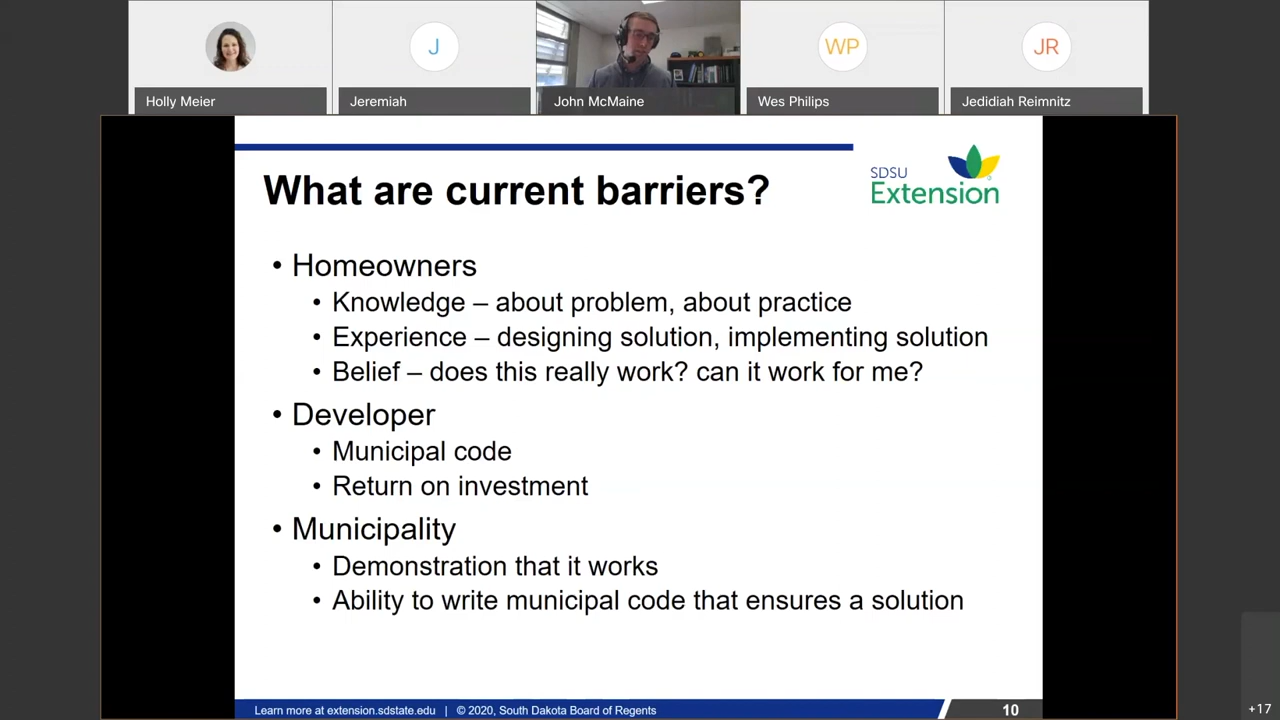 J
WP
JR
Holly Meier
Jeremiah
John McMaine
Wes Philips
Jedidiah Reimnitz
SDSU
Extension
What are current barriers?
• Homeowners
• Knowledge – about problem, about practice
• Experience – designing solution, implementing solution
• Belief – does this really work? can it work for me?
• Developer
• Municipal code
• Return on investment
• Municipality
• Demonstration that it works
• Ability to write municipal code that ensures a solution
Learn more at extension.sdstate.edu | © 2020, South Dakota Board of Regents
10
+17